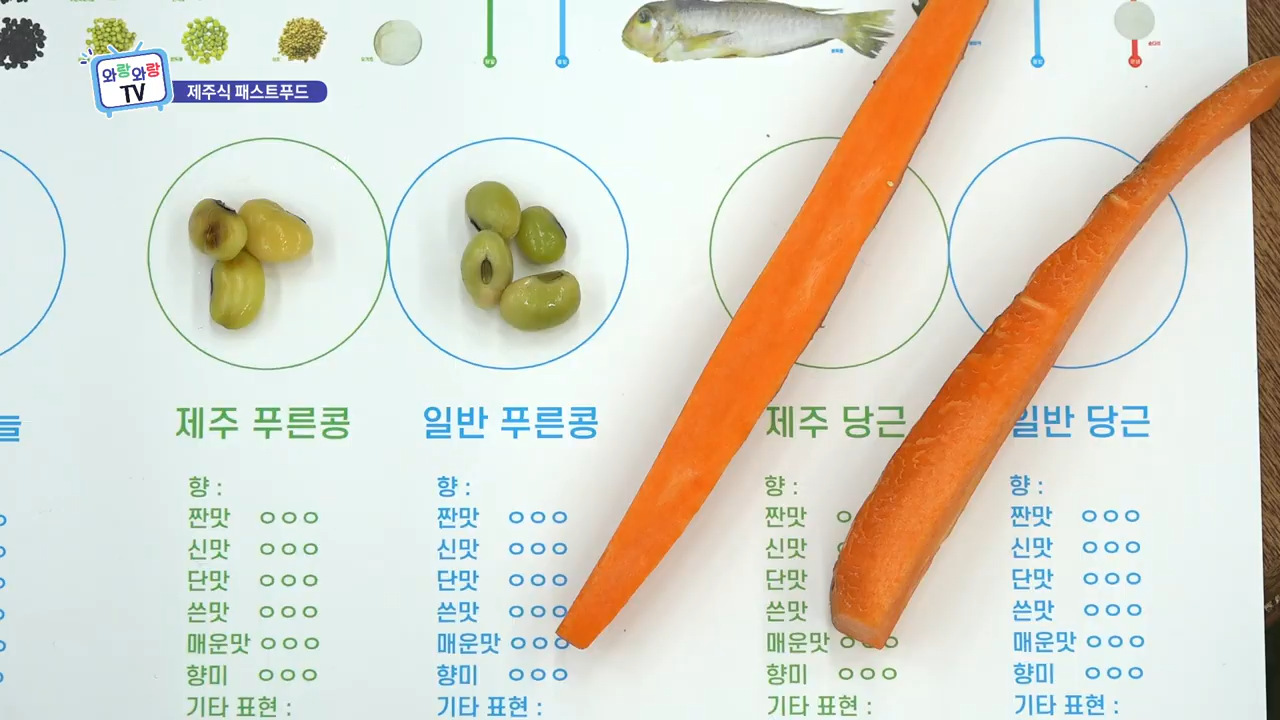 와랑와랑
TV
제주식 패스트푸드
늘
제주 푸른콩
일반 푸른콩
제주 당근
일반 당근
향 :
짠맛 ○○○
신맛 ○○○
단맛 ○○○
쓴맛 ○○○
매운맛 ○○○
향미 ○○○
기타 표현 :
향 :
짠맛 ○○○
신맛 ○○○
단맛 ○○○
쓴맛 ○○○
매운맛 ○○○
향미 ○○○
기타 표현 :
향 :
짠맛 ○
신맛
단맛
쓴맛
매운맛 ○○○
향미 ○○○
기타 표현 :
향 :
짠맛 ○○○
신맛 ○○○
단맛 ○○○
쓴맛 ○○○
매운맛 ○○○
향미 ○○○
기타 표현 :